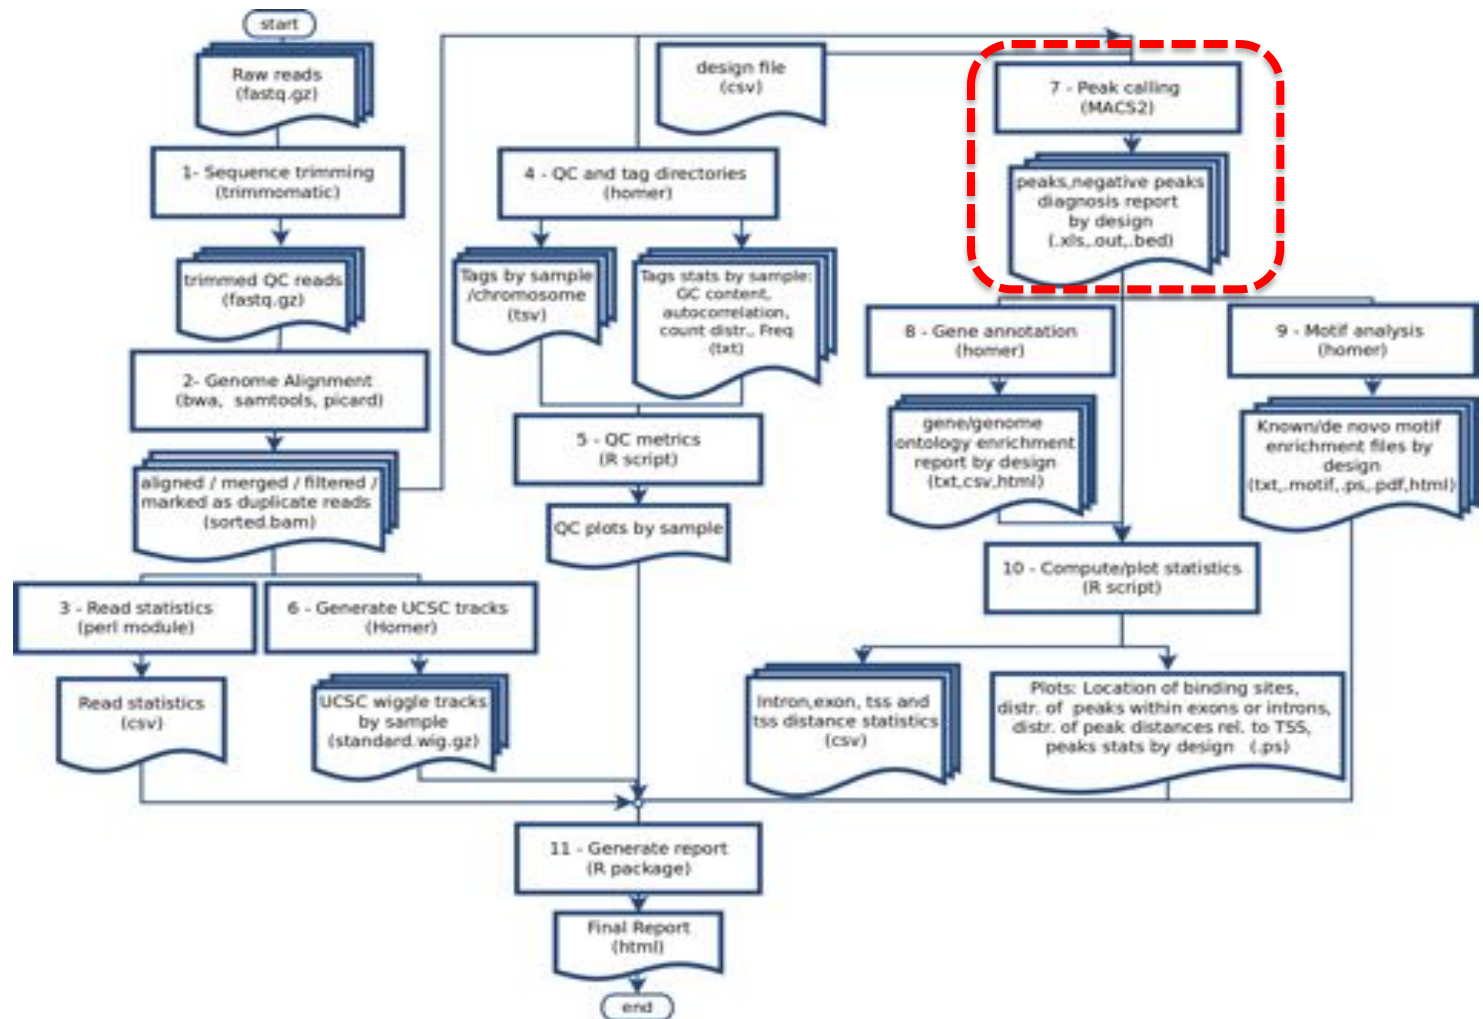 start
Raw reads
(fastq.gz)
1- Sequence trimming
(trimmomatic)
trimmed QC reads
(fastq.gz)
2- Genome Alignment
(bwa, samtools, picard)
aligned / merged / filtered /
marked as duplicate reads
(sorted.bam)
3 - Read statistics
(perl module)
Read statistics
(csv)
6 - Generate UCSC tracks
(Homer)
UCSC wiggle tracks
by sample
(standard.wig.gz)
design file
(csv)
4 - QC and tag directories
(homer)
Tags by sample
/chromosome
(tsv)
Tags stats by sample:
GC content,
autocorrelation,
count distr., Freq
(txt)
5 - QC metrics
(R script)
QC plots by sample
7 - Peak calling
(MACS2)
peaks,negative peaks
diagnosis report
by design
(.xls,.out,.bed)
8 - Gene annotation
(homer)
gene/genome
ontology enrichment
report by design
(txt,csv,html)
9 - Motif analysis
(homer)
Known/de novo motif
enrichment files by
design
(txt,.motif,.ps,.pdf,html)
10 - Compute/plot statistics
(R script)
Intron,exon, tss and
tss distance statistics
(csv)
Plots: Location of binding sites,
distr. of peaks within exons or introns,
distr. of peak distances rel. to TSS,
peaks stats by design (.ps)
11 - Generate report
(R package)
Final Report
(html)
end